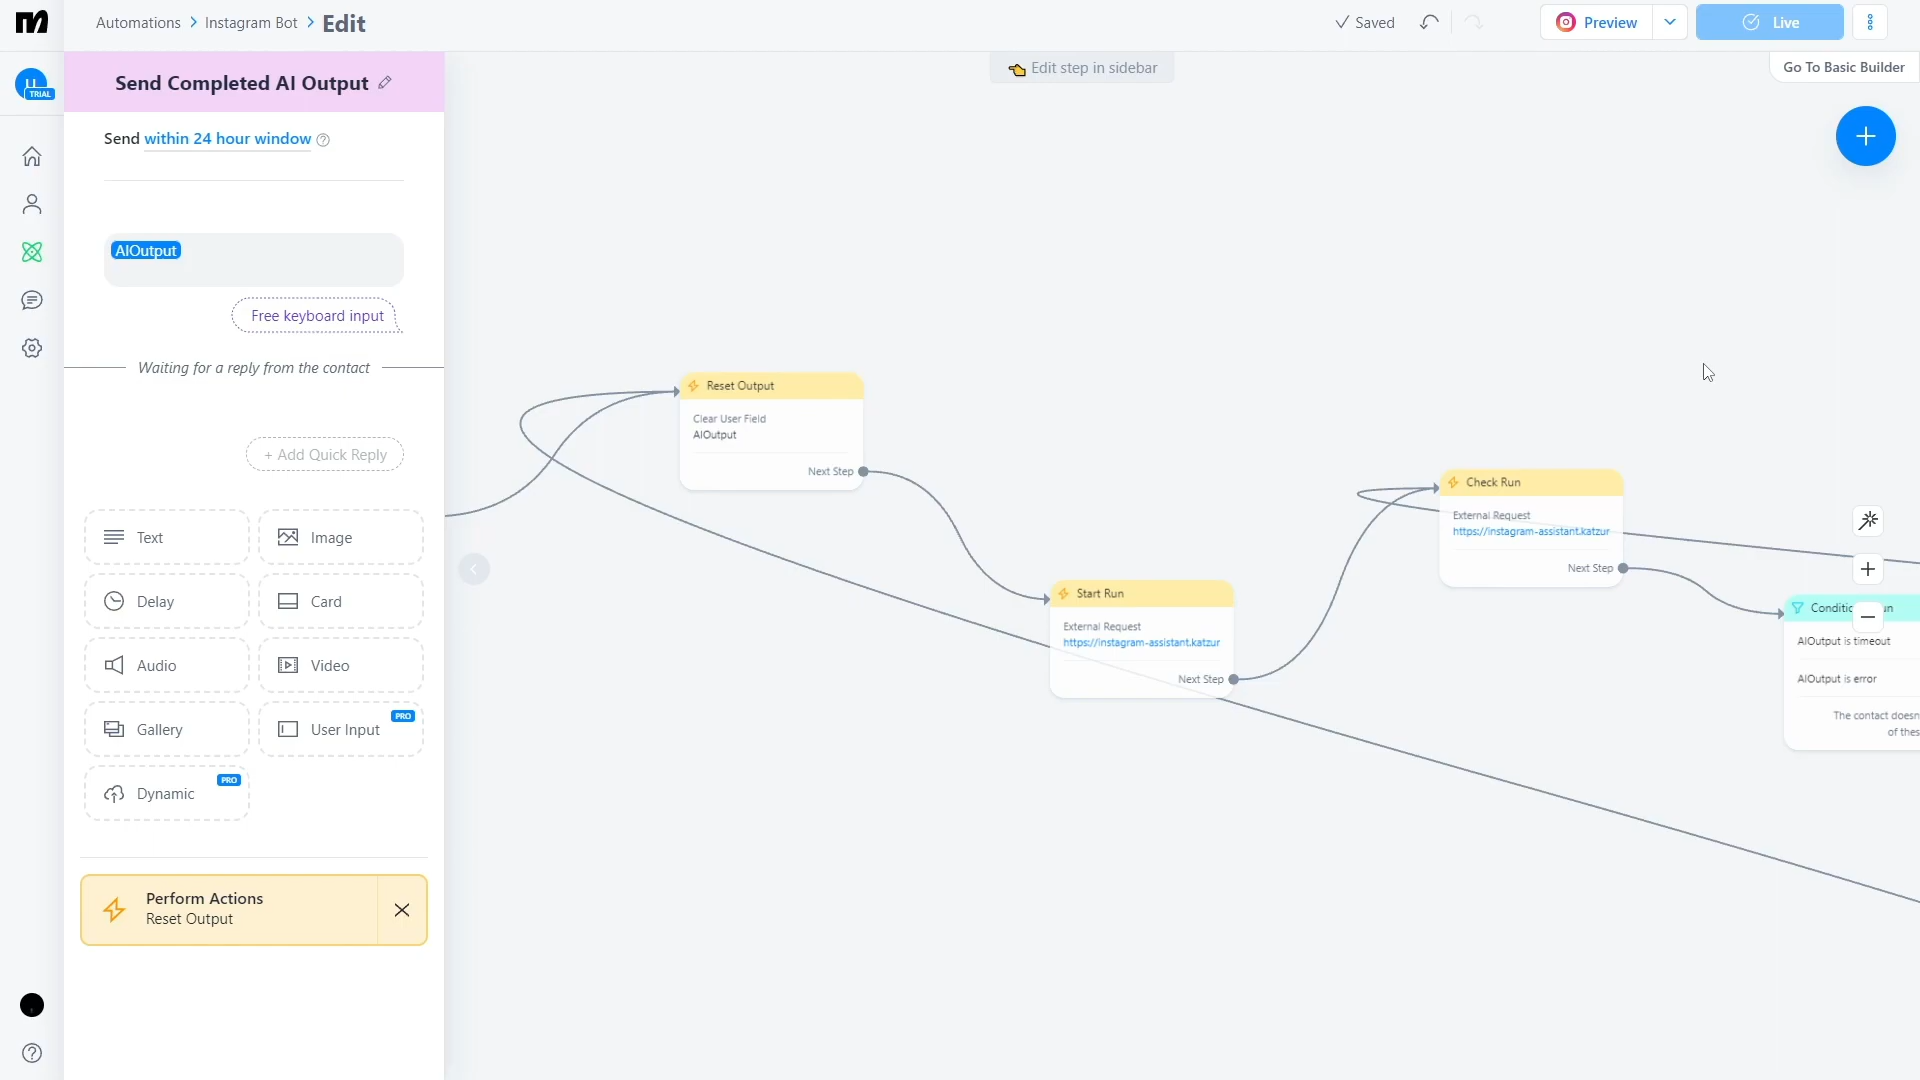 Automations > Instagram Bot > Edit
Saved
Preview
Live
TRIAL
Send Completed AI Output
Edit step in sidebar
Go To Basic Builder
Send within 24 hour window
AIOutput
Free keyboard input
Waiting for a reply from the contact
+ Add Quick Reply
Text
Image
Delay
Card
Audio
Video
Gallery
User Input
PRO
Dynamic
PRO
Perform Actions
Reset Output
Reset Output
Clear User Field
AIOutput
Next Step
Start Run
External Request
https://instagram-assistant.katzur
Next Step
Check Run
External Request
https://instagram-assistant.katzur
Next Step
AIOutput is timeout
AIOutput is error
The contact
of